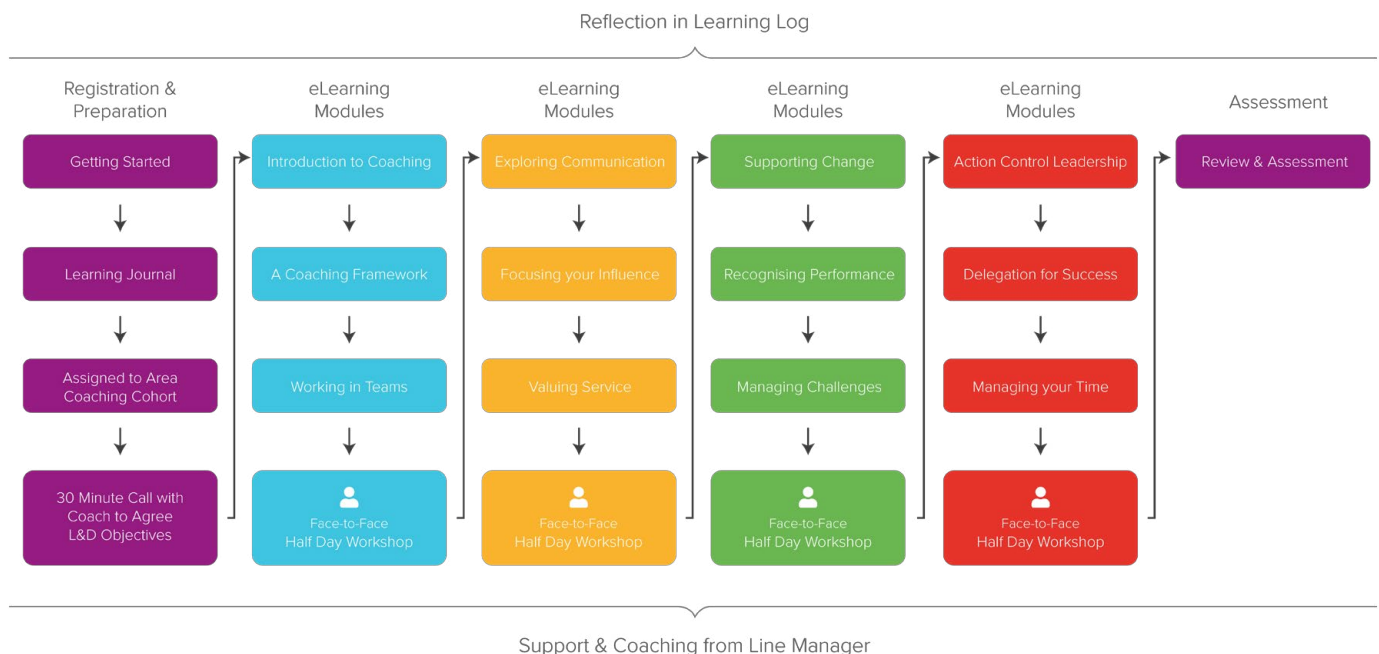 Reflection in Learning Log
Registration &
Preparation
Getting Started
Learning Journal
Assigned to Area
Coaching Cohort
30 Minute Call with
Coach to Agree
L&D Objectives
eLearning
Modules
Introduction to Coaching
A Coaching Framework
Working in Teams
Face-to-Face
Half Day Workshop
eLearning
Modules
Exploring Communication
Focusing your Influence
Valuing Service
Face-to-Face
Half Day Workshop
eLearning
Modules
Supporting Change
Recognising Performance
Managing Challenges
Face-to-Face
Half Day Workshop
eLearning
Modules
Action Control Leadership
Delegation for Success
Managing your Time
Face-to-Face
Half Day Workshop
Assessment
Review & Assessment
Support & Coaching from Line Manager